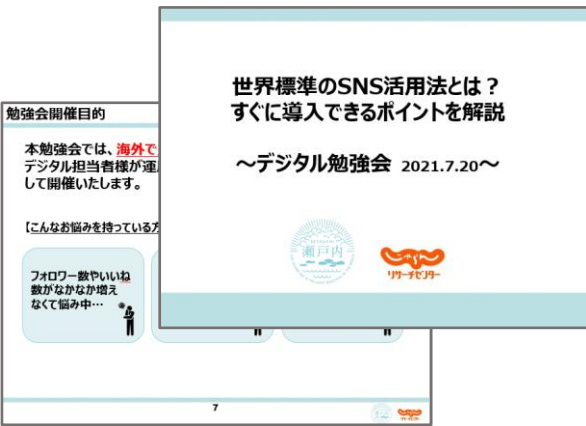 世界標準のSNS活用法とは？
すぐに導入できるポイントを解説
～デジタル勉強会 2021.7.20～
瀬戸内
じゃらん
リサーチセンター
勉強会開催目的
本勉強会では、海外で
デジタル担当者様が運
して開催いたします。
【こんなお悩みを持っている方
フォロワー数やいいね
数がなかなか増え
なくて悩み中…
7